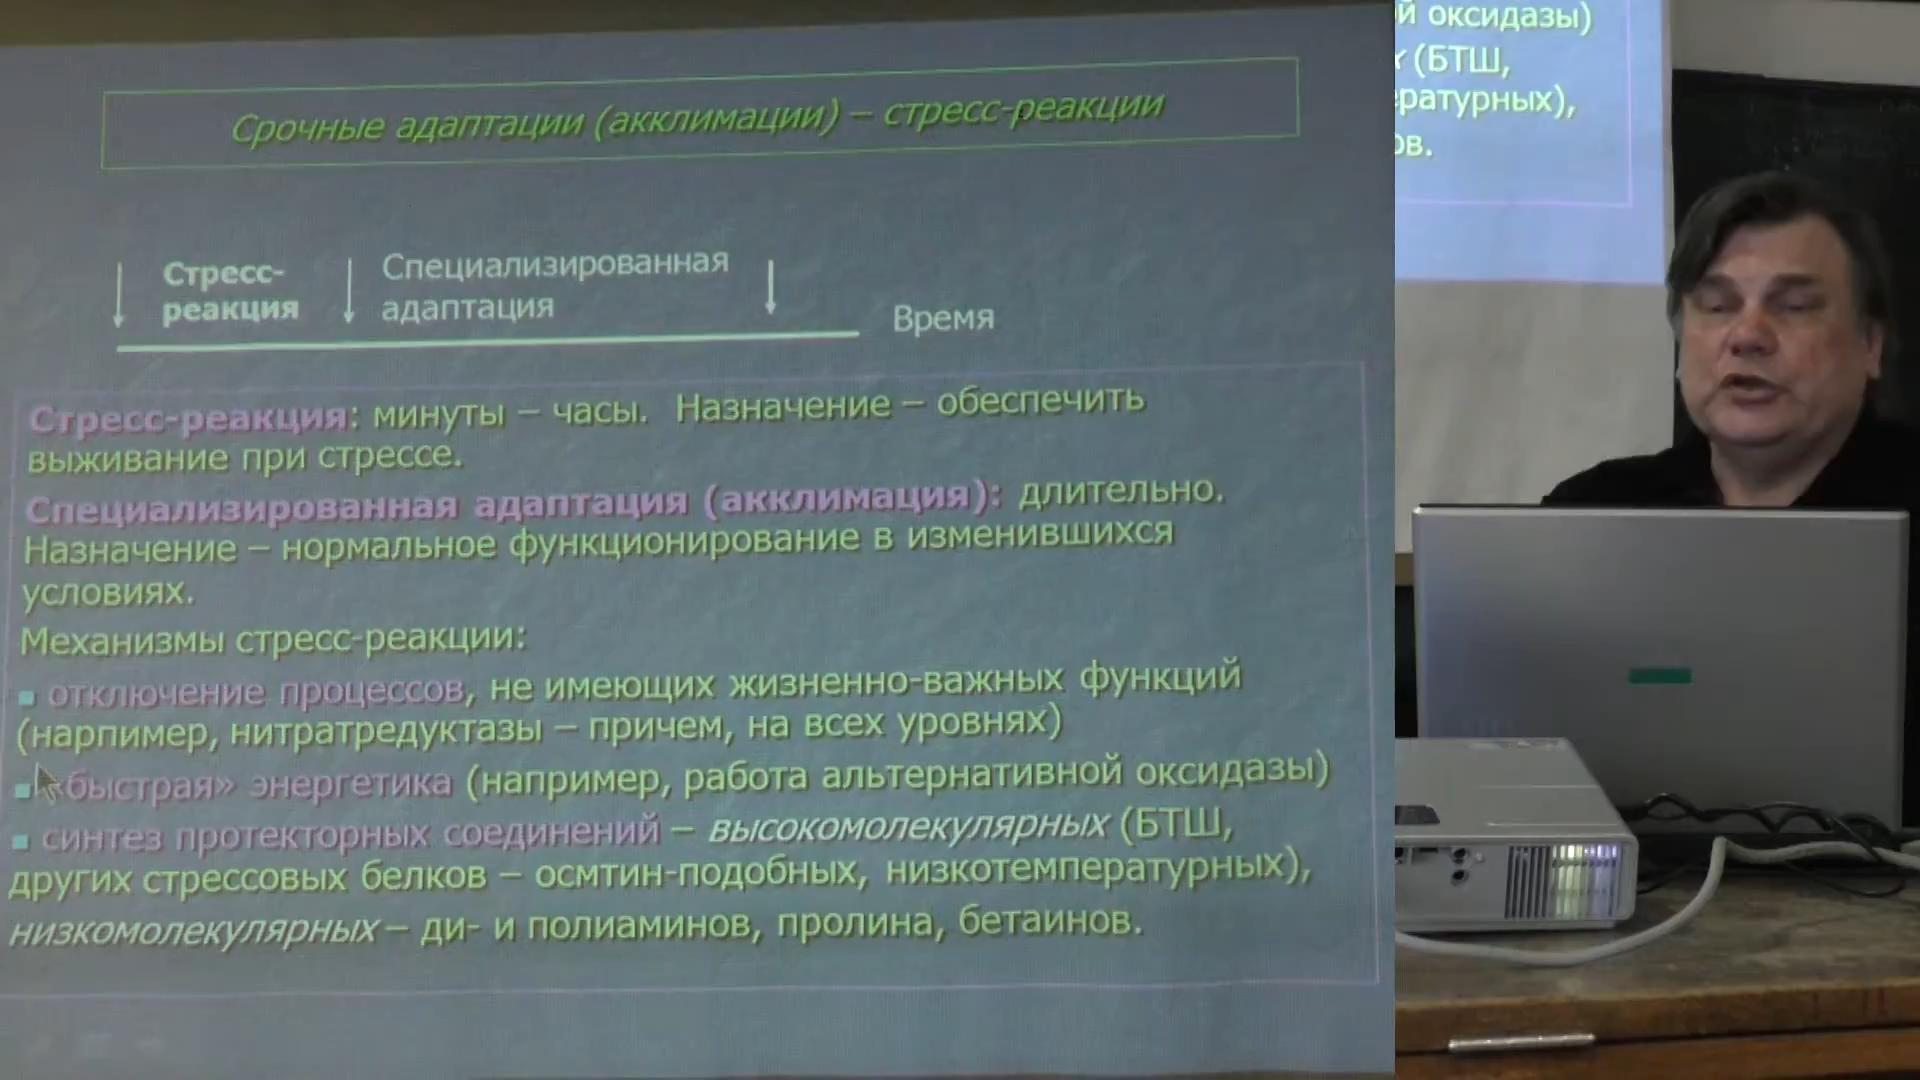 Срочные адаптации (акклимации) – стресс-реакции
Стресс-
реакция
Специализированная
адаптация
Время
Стресс-реакция: минуты – часы. Назначение – обеспечить
выживание при стрессе.
Специализированная адаптация (акклимация): длительно.
Назначение – нормальное функционирование в изменившихся
условиях.
Механизмы стресс-реакции:
▪ отключение процессов, не имеющих жизненно-важных функций
(нарпимер, нитратредуктазы – причем, на всех уровнях)
▪ «быстрая» энергетика (например, работа альтернативной оксидазы)
▪ синтез протекторных соединений – высокомолекулярных (БТШ,
других стрессовых белков – осмтин-подобных, низкотемпературных),
низкомолекулярных – ди- и полиаминов, пролина, бетаинов.
й оксидазы)
х (БТШ,
ературных),
ов.